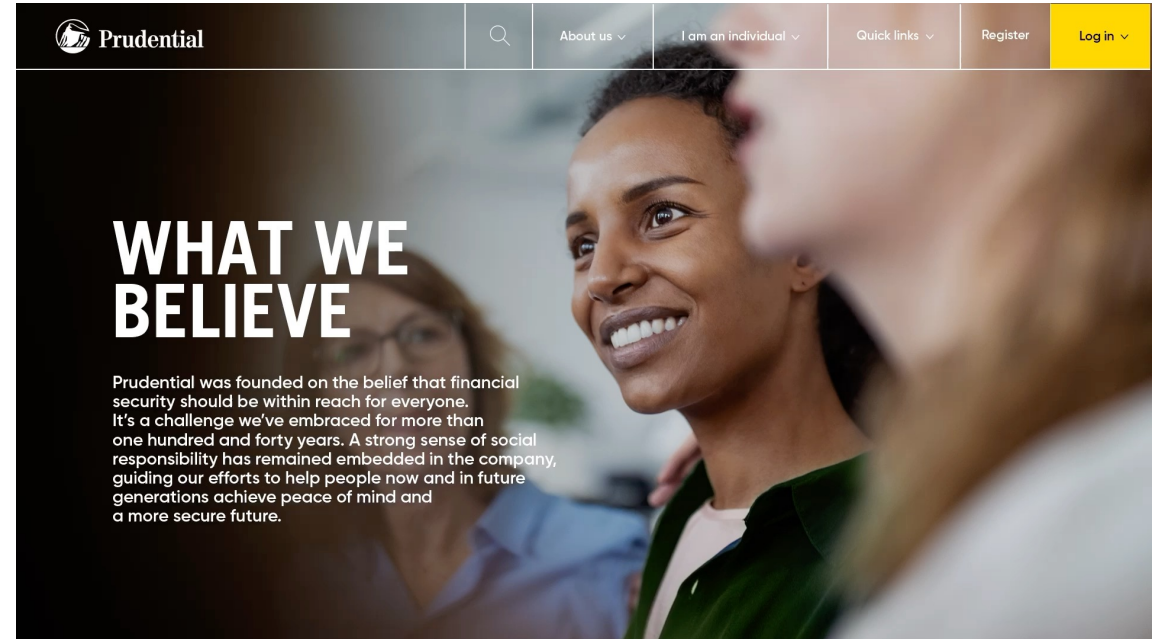 Prudential
About us
I am an individual
Quick links
Register
Log in
WHAT WE
BELIEVE
Prudential was founded on the belief that financial
security should be within reach for everyone.
It's a challenge we've embraced for more than
one hundred and forty years. A strong sense of social
responsibility has remained embedded in the company,
guiding our efforts to help people now and in future
generations achieve peace of mind and
a more secure future.